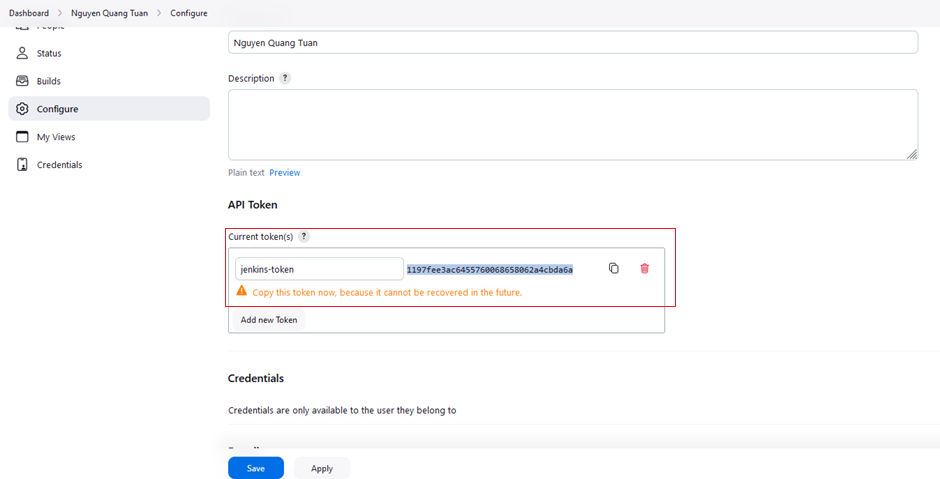 Dashboard > Nguyen Quang Tuan > Configure
People
Status
Builds
Configure
My Views
Credentials
Nguyen Quang Tuan
Description ?
Plain text Preview
API Token
Current token(s) ?
jenkins-token 1197fee3ac6455760068658062a4cbda6a
Copy this token now, because it cannot be recovered in the future.
Add new Token
Credentials
Credentials are only available to the user they belong to
Save Apply